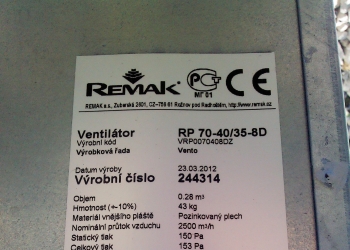 REMAK PG CE
МГ 01
REMAK a.s., Zuberská 2601, CZ–756 61 Rožnov pod Radhoštěm, http://www.remak.cz
Ventilátor RP 70-40/35-8D
Výrobní kód VRP0070408DZ
Výrobková řada Vento
Datum výroby 23.03.2012
Výrobní číslo 244314
Objem 0.28 m³
Hmotnost (+-10%) 43 kg
Materiál vnějšího pláště Pozinkovaný plech
Nominální průtok vzduchu 2500 m³/h
Statický tlak 150 Pa
Celkový tlak 153 Pa